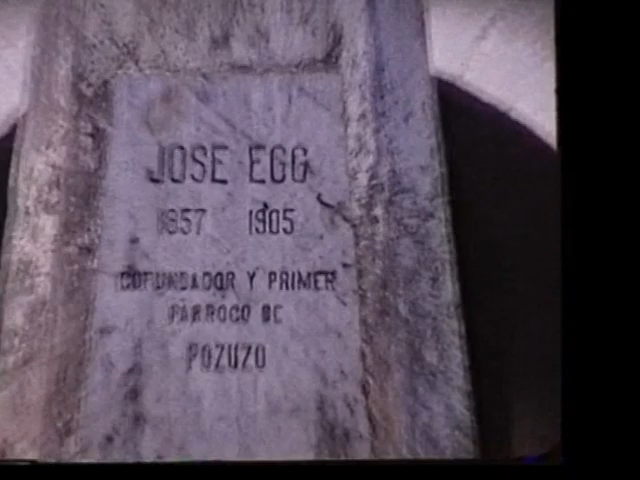 JOSE EGG
1857 1905
COFUNDADOR Y PRIMER
PARROCO DE
POZUZO